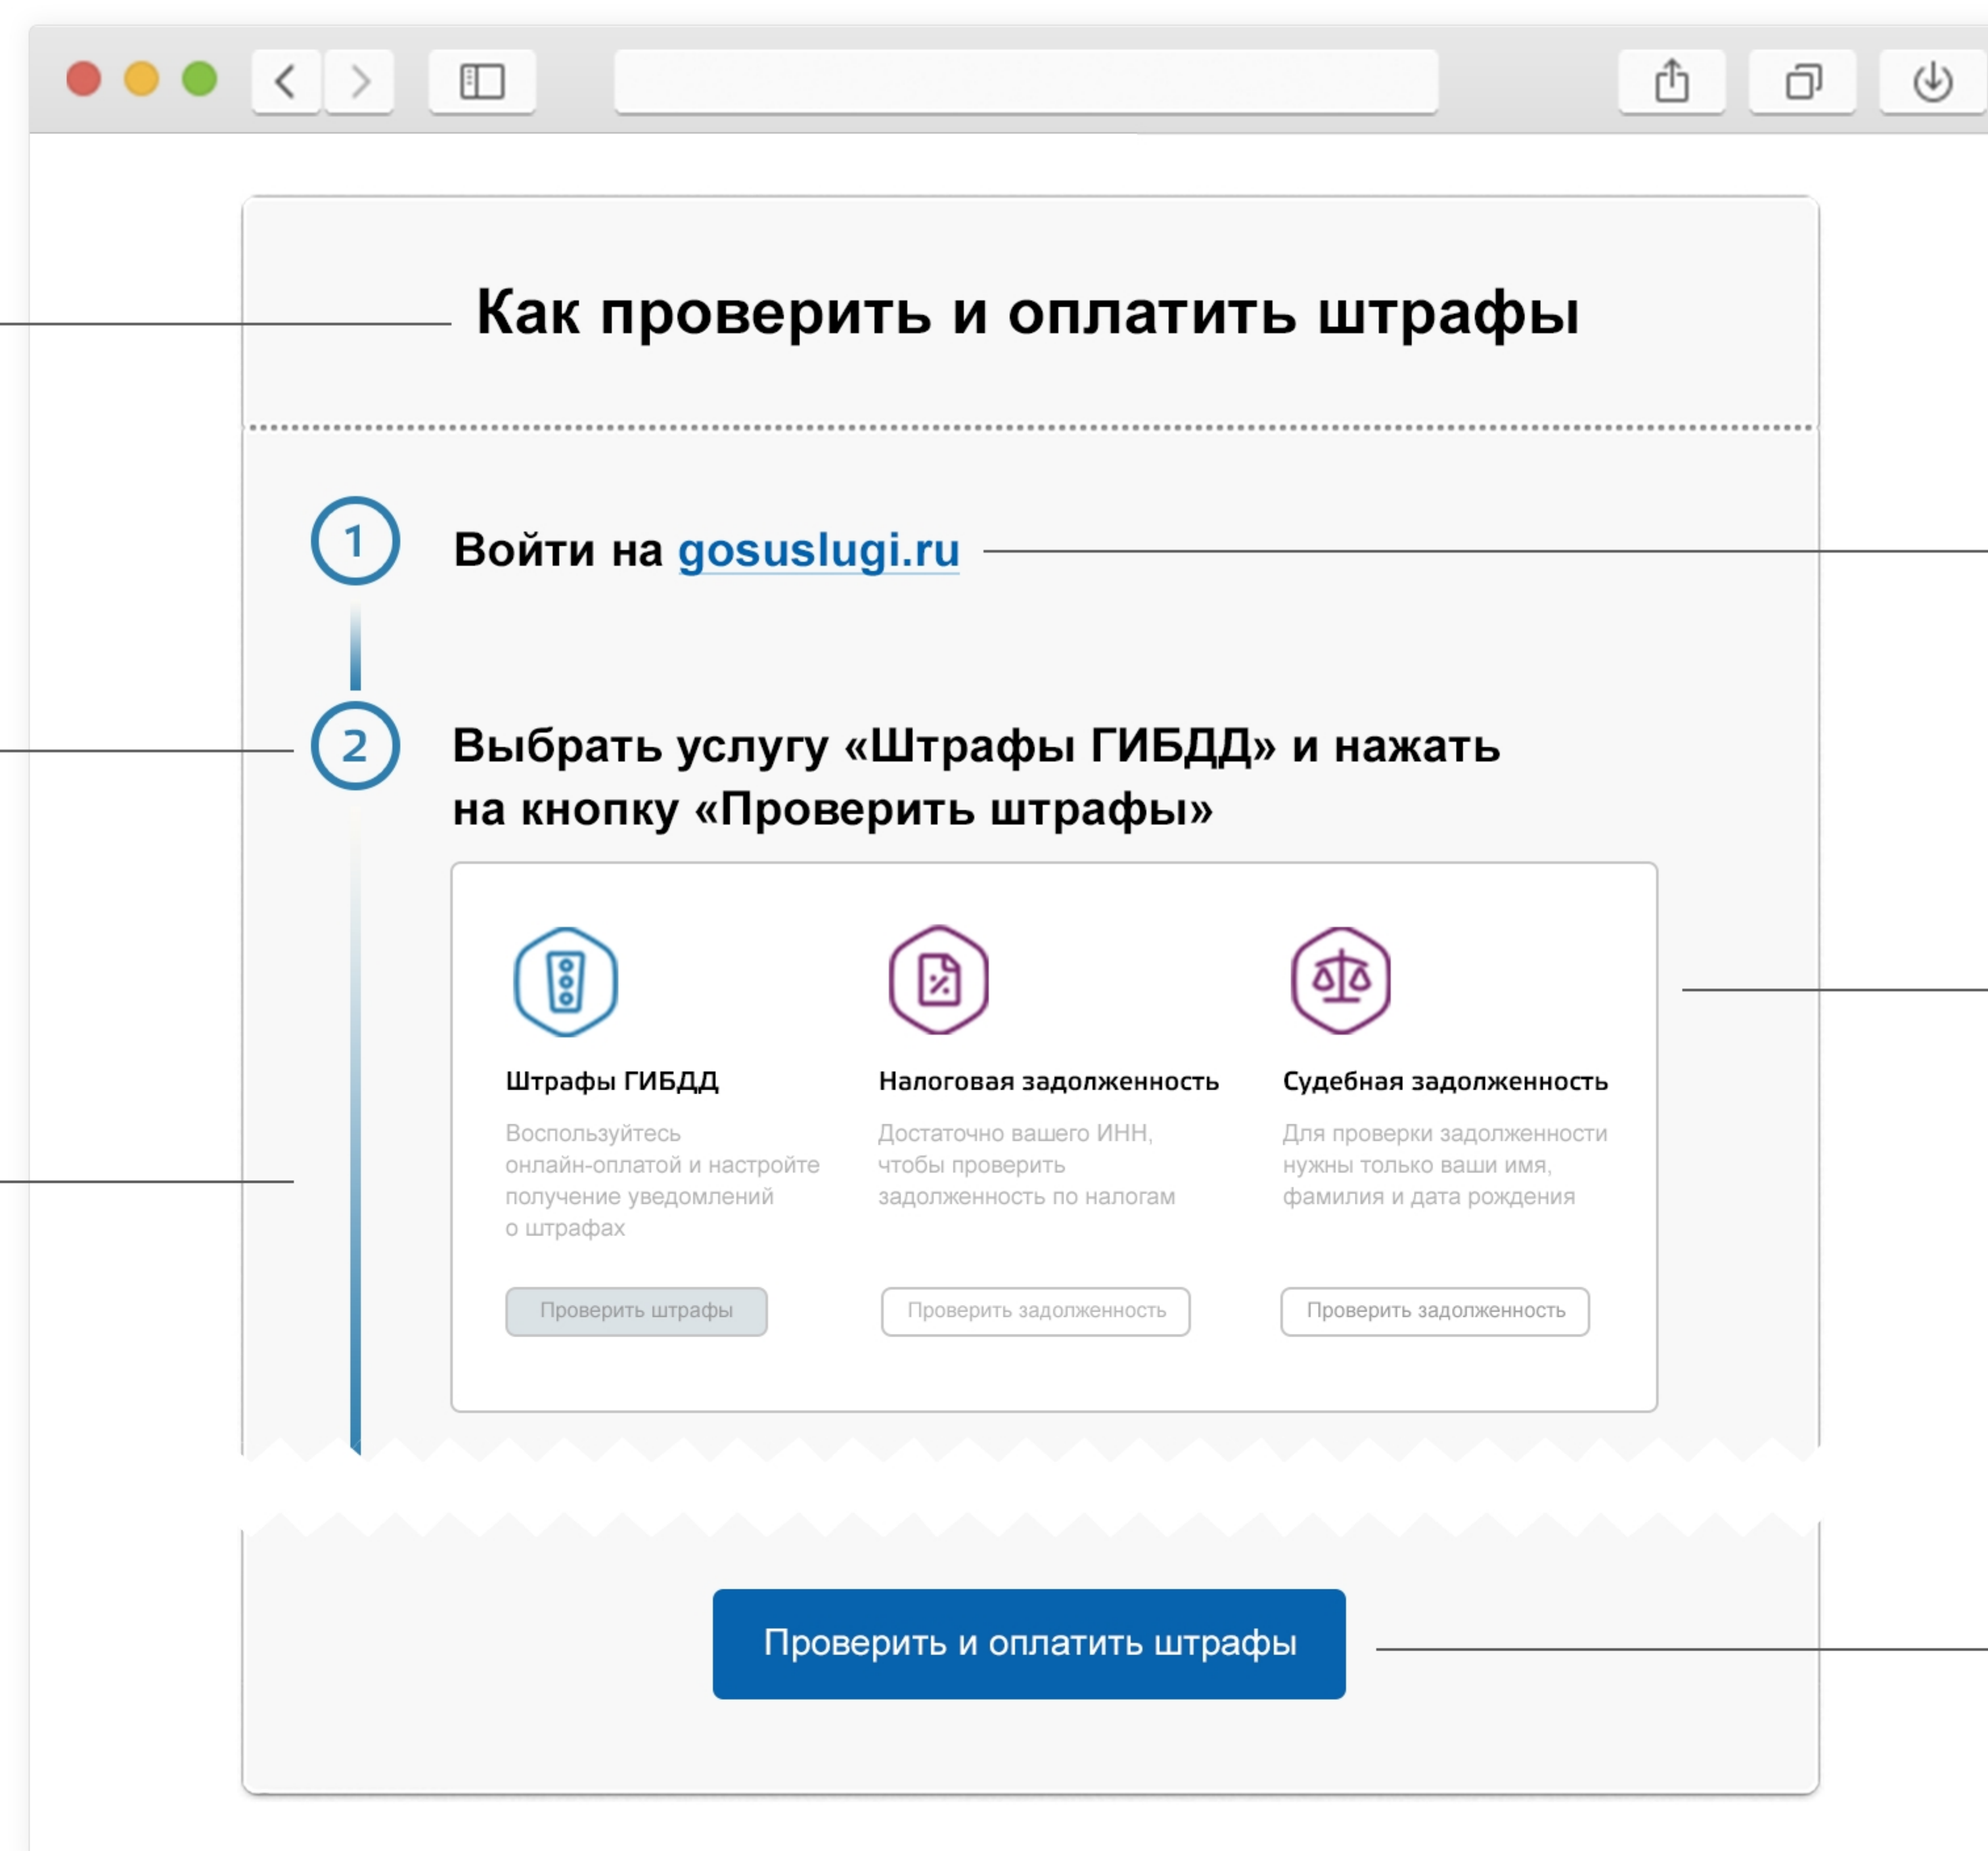 Как проверить и оплатить штрафы
1
Войти на gosuslugi.ru
2
Выбрать услугу «Штрафы ГИБДД» и нажать
на кнопку «Проверить штрафы»
Штрафы ГИБДД
Воспользуйтесь
онлайн-оплатой и настройте
получение уведомлений
о штрафах
Проверить штрафы
Налоговая задолженность
Достаточно вашего ИНН,
чтобы проверить
задолженность по налогам
Проверить задолженность
Судебная задолженность
Для проверки задолженности
нужны только ваши имя,
фамилия и дата рождения
Проверить задолженность
Проверить и оплатить штрафы